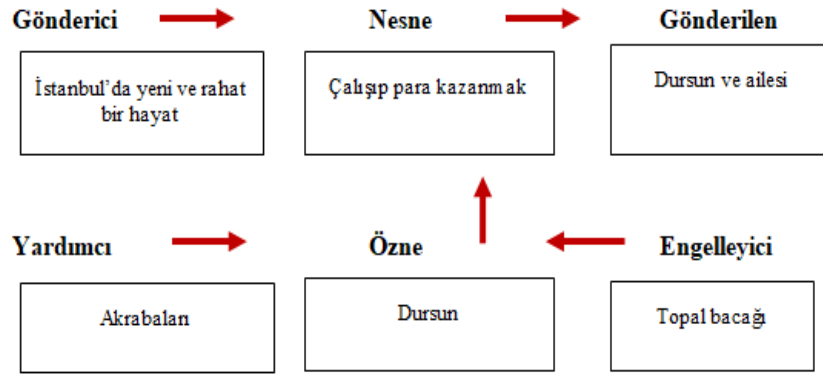 Gönderici Nesne Gönderilen
İstanbul'da yeni ve rahat
bir hayat
Çalışıp para kazanmak
Dursun ve ailesi
Yardımcı Özne Engelleyici
Akrabaları
Dursun
Topal bacağı